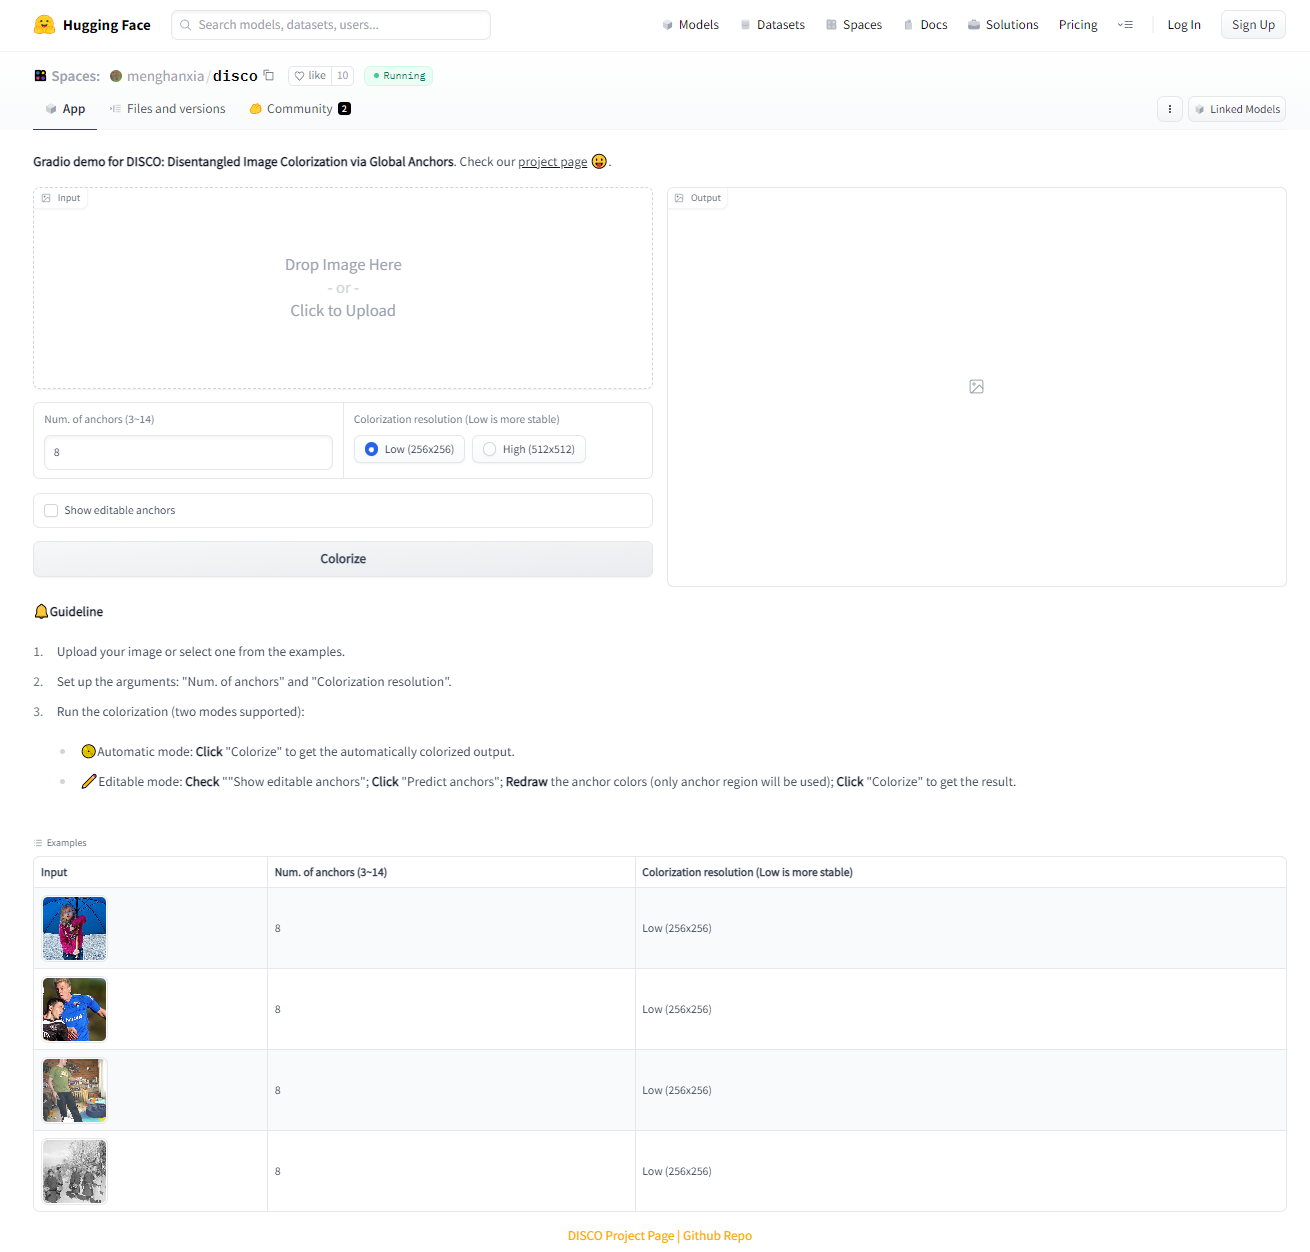 Hugging Face
Search models, datasets, users...
Models
Datasets
Spaces
Docs
Solutions
Pricing
Log In
Sign Up
Spaces:
menghanxia/disco
like
10
Running
App
Files and versions
Community
2
Linked Models
Gradio demo for DISCO: Disentangled Image Colorization via Global Anchors. Check our project page 😛.
Input
Drop Image Here
- or -
Click to Upload
Output
Num. of anchors (3~14)
8
Colorization resolution (Low is more stable)
Low (256x256)
High (512x512)
Show editable anchors
Colorize
🔔Guideline
1. Upload your image or select one from the examples.
2. Set up the arguments: "Num. of anchors" and "Colorization resolution".
3. Run the colorization (two modes supported):
Automatic mode: Click "Colorize" to get the automatically colorized output.
✏️Editable mode: Check ""Show editable anchors"; Click "Predict anchors"; Redraw the anchor colors (only anchor region will be used); Click "Colorize" to get the result.
Examples
Input
Num. of anchors (3~14)
Colorization resolution (Low is more stable)
8
Low (256x256)
8
Low (256x256)
8
Low (256x256)
8
Low (256x256)
DISCO Project Page | Github Repo